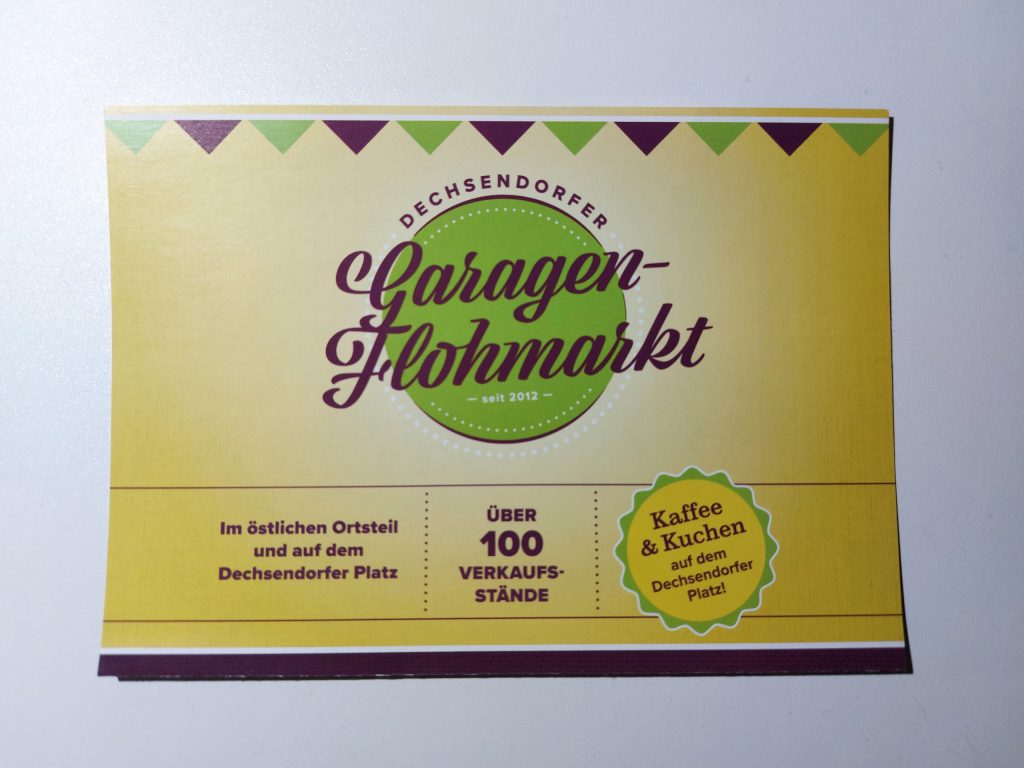 DECHSENDORFER
Garagen-
Flohmarkt
– seit 2012 –
Im östlichen Ortsteil
und auf dem
Dechsendorfer Platz
ÜBER
100
VERKAUFS-
STÄNDE
Kaffee
& Kuchen
auf dem
Dechsendorfer
Platz!